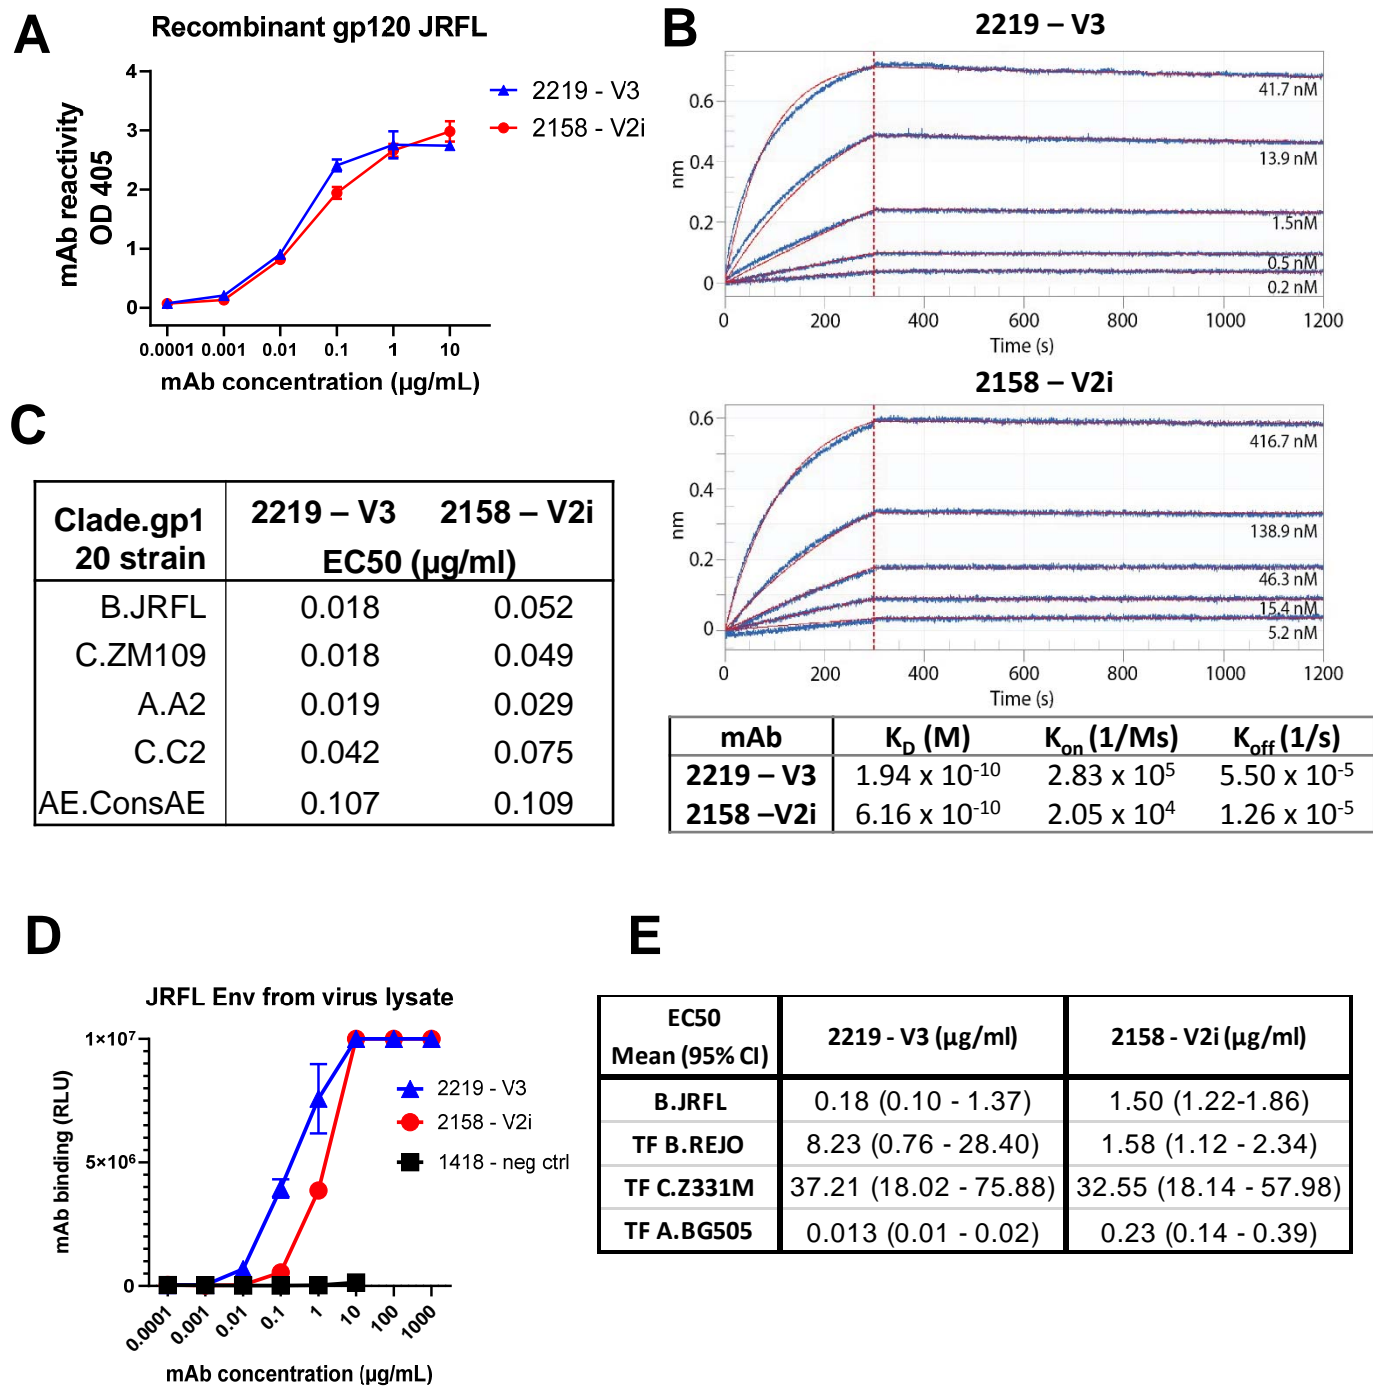 A
Recombinant gp120 JRFL
4
3
2
1
0
mAb reactivity
OD 405
0.0001 0.001 0.01 0.1 1 10
mAb concentration (µg/mL)
2219 - V3
2158 - V2i
B
2219 – V3
0.6
0.4
0.2
0
nm
41.7 nM
13.9 nM
1.5nM
0.5 nM
0.2 nM
0 200 400 600 800 1000 1200
Time (s)
2158 – V2i
0.6
0.4
0.2
0
nm
416.7 nM
138.9 nM
46.3 nM
15.4 nM
5.2 nM
0 200 400 600 800 1000 1200
Time (s)
mAb K_D (M) K_on (1/Ms) K_off (1/s)
2219 – V3 1.94 x 10⁻¹⁰ 2.83 x 10⁵ 5.50 x 10⁻⁵
2158 –V2i 6.16 x 10⁻¹⁰ 2.05 x 10⁴ 1.26 x 10⁻⁵
C
Clade.gp1
20 strain
2219 – V3 2158 – V2i
EC50 (µg/ml)
B.JRFL 0.018 0.052
C.ZM109 0.018 0.049
A.A2 0.019 0.029
C.C2 0.042 0.075
AE.ConsAE 0.107 0.109
D
JRFL Env from virus lysate
1×10⁷
5×10⁶
0
mAb binding (RLU)
2219 - V3
2158 - V2i
1418 - neg ctrl
0.0001 0.001 0.01 0.1 1 10 100 1000
mAb concentration (µg/mL)
E
EC50
Mean (95% CI)
2219 - V3 (µg/ml) 2158 - V2i (µg/ml)
B.JRFL 0.18 (0.10 - 1.37) 1.50 (1.22-1.86)
TF B.REJO 8.23 (0.76 - 28.40) 1.58 (1.12 - 2.34)
TF C.Z331M 37.21 (18.02 - 75.88) 32.55 (18.14 - 57.98)
TF A.BG505 0.013 (0.01 - 0.02) 0.23 (0.14 - 0.39)